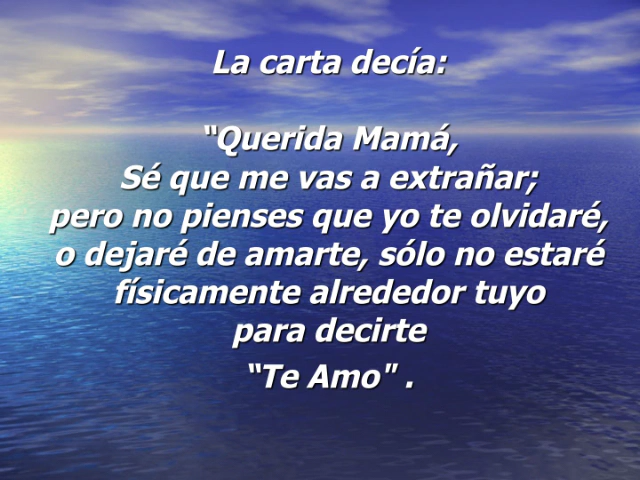 La carta decía:
“Querida Mamá,
Sé que me vas a extrañar;
pero no pienses que yo te olvidaré,
o dejaré de amarte, sólo no estaré
físicamente alrededor tuyo
para decirte
“Te Amo" .